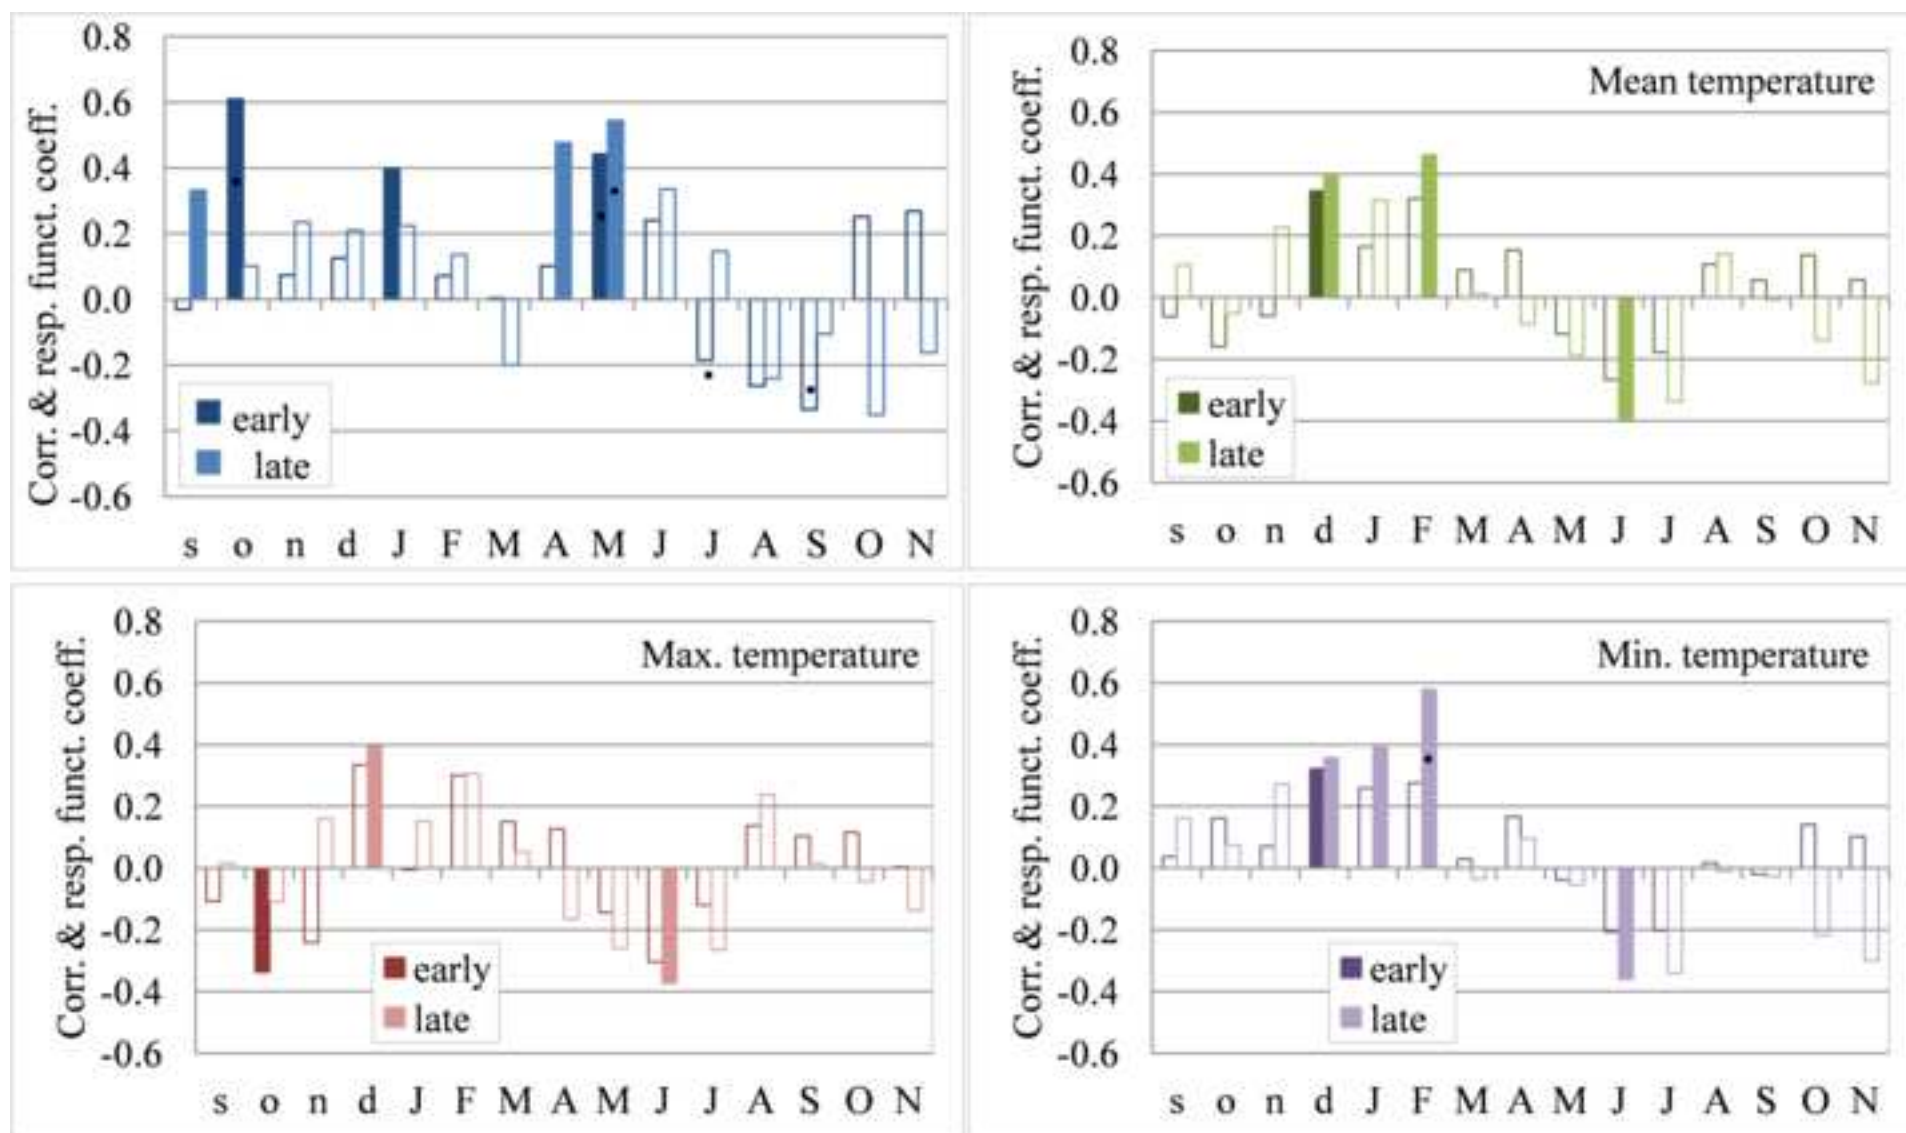 Corr. & resp. funct. coeff.
0.8
0.6
0.4
0.2
0.0
-0.2
-0.4
-0.6
early
late
s o n d J F M A M J J A S O N
Corr. & resp. funct. coeff.
0.8
0.6
0.4
0.2
0.0
-0.2
-0.4
-0.6
Mean temperature
early
late
s o n d J F M A M J J A S O N
Corr. & resp. funct. coeff.
0.8
0.6
0.4
0.2
0.0
-0.2
-0.4
-0.6
Max. temperature
early
late
s o n d J F M A M J J A S O N
Corr. & resp. funct. coeff.
0.8
0.6
0.4
0.2
0.0
-0.2
-0.4
-0.6
Min. temperature
early
late
s o n d J F M A M J J A S O N